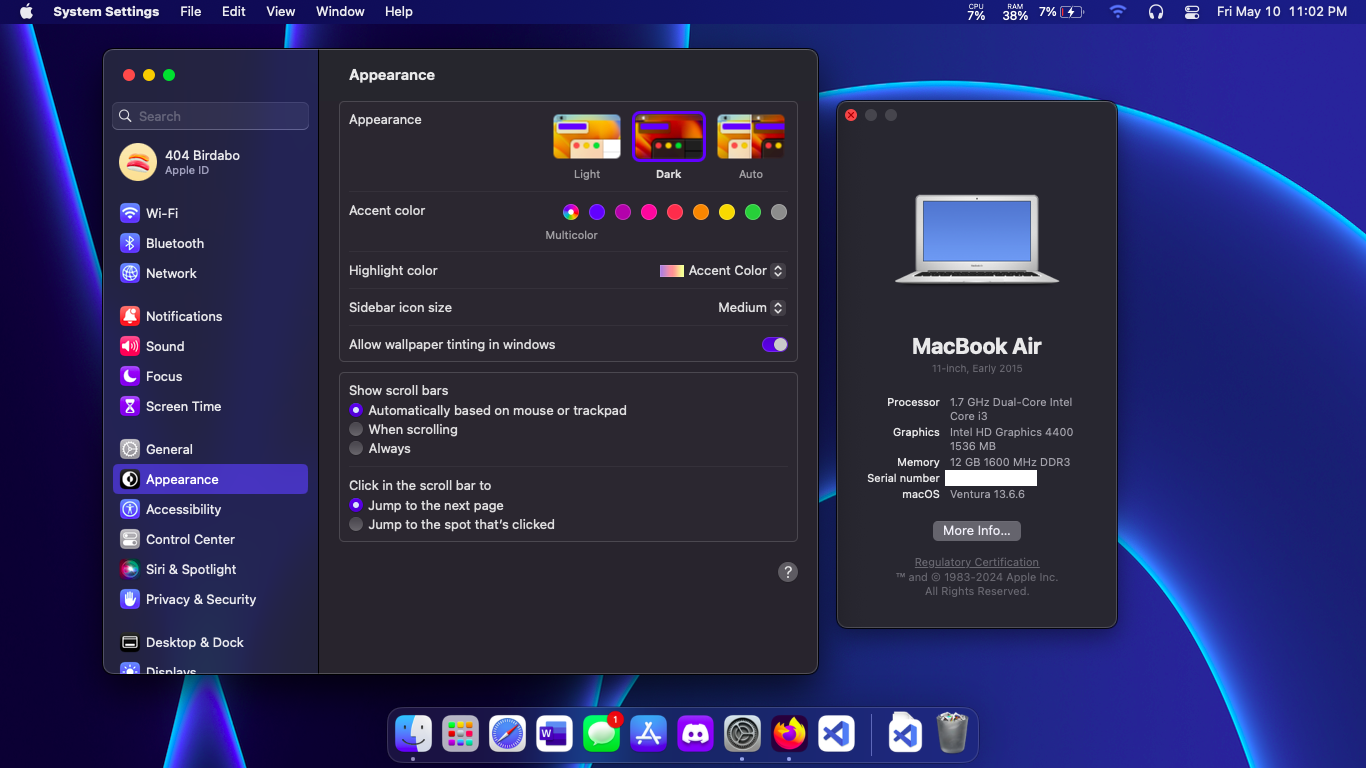 System Settings File Edit View Window Help CPU 7% RAM 38% 7% Fri May 10 11:02 PM
Search
404 Birdabo
Apple ID
Wi-Fi
Bluetooth
Network
Notifications
Sound
Focus
Screen Time
General
Appearance
Accessibility
Control Center
Siri & Spotlight
Privacy & Security
Desktop & Dock
Displays
Appearance
Appearance
Light Dark Auto
Accent color
Multicolor
Highlight color Accent Color
Sidebar icon size Medium
Allow wallpaper tinting in windows
Show scroll bars
Automatically based on mouse or trackpad
When scrolling
Always
Click in the scroll bar to
Jump to the next page
Jump to the spot that's clicked
?
MacBook Air
11-inch, Early 2015
Processor 1.7 GHz Dual-Core Intel
Core i3
Graphics Intel HD Graphics 4400
1536 MB
Memory 12 GB 1600 MHz DDR3
Serial number
macOS Ventura 13.6.6
More Info...
Regulatory Certification
™ and © 1983-2024 Apple Inc.
All Rights Reserved.
W
1